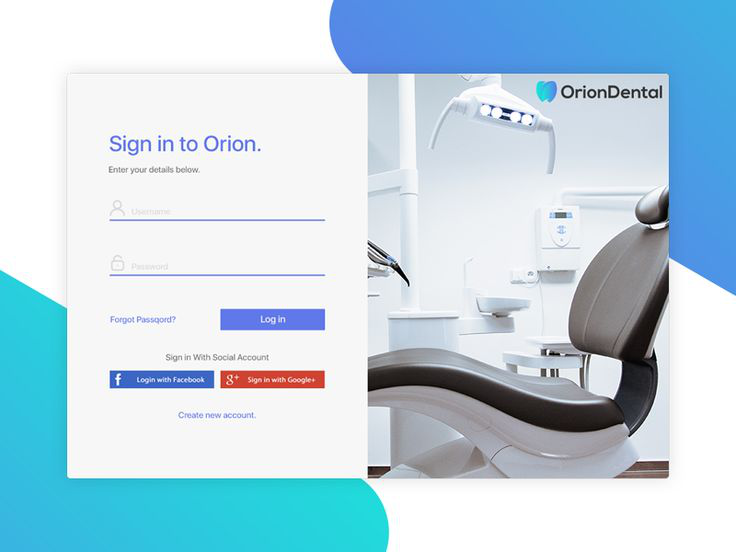 OrionDental
Sign in to Orion.
Enter your details below.
Username
Password
Forgot Passqord?
Log in
Sign in With Social Account
f Login with Facebook
g+ Sign in with Google+
Create new account.